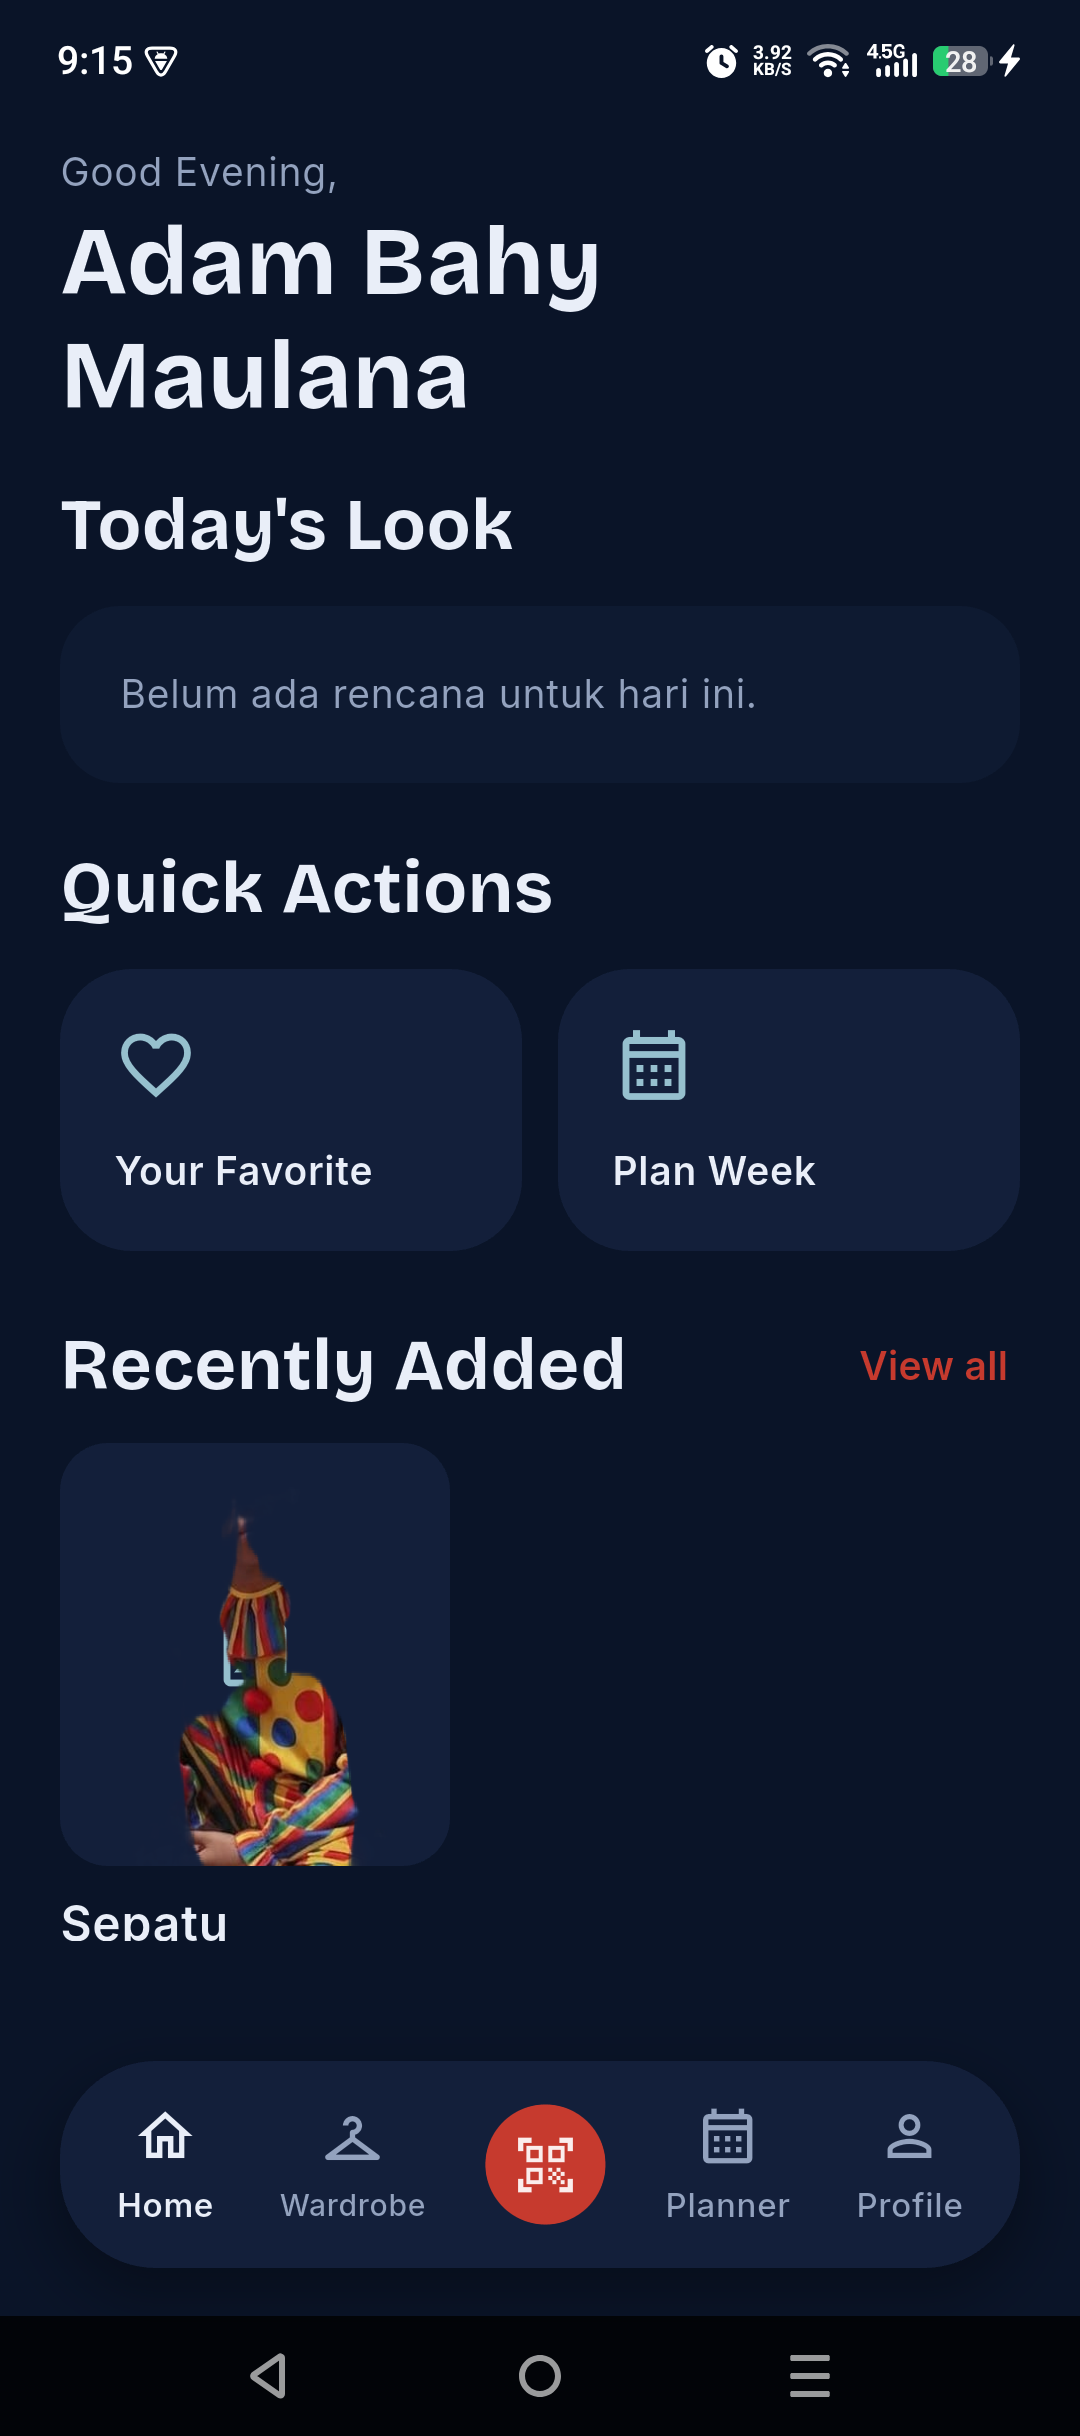 9:15
3.92
KB/S
4.5G
28
Good Evening,
Adam Bahy
Maulana
Today's Look
Belum ada rencana untuk hari ini.
Quick Actions
Your Favorite
Plan Week
Recently Added
View all
Sepatu
Home
Wardrobe
Planner
Profile